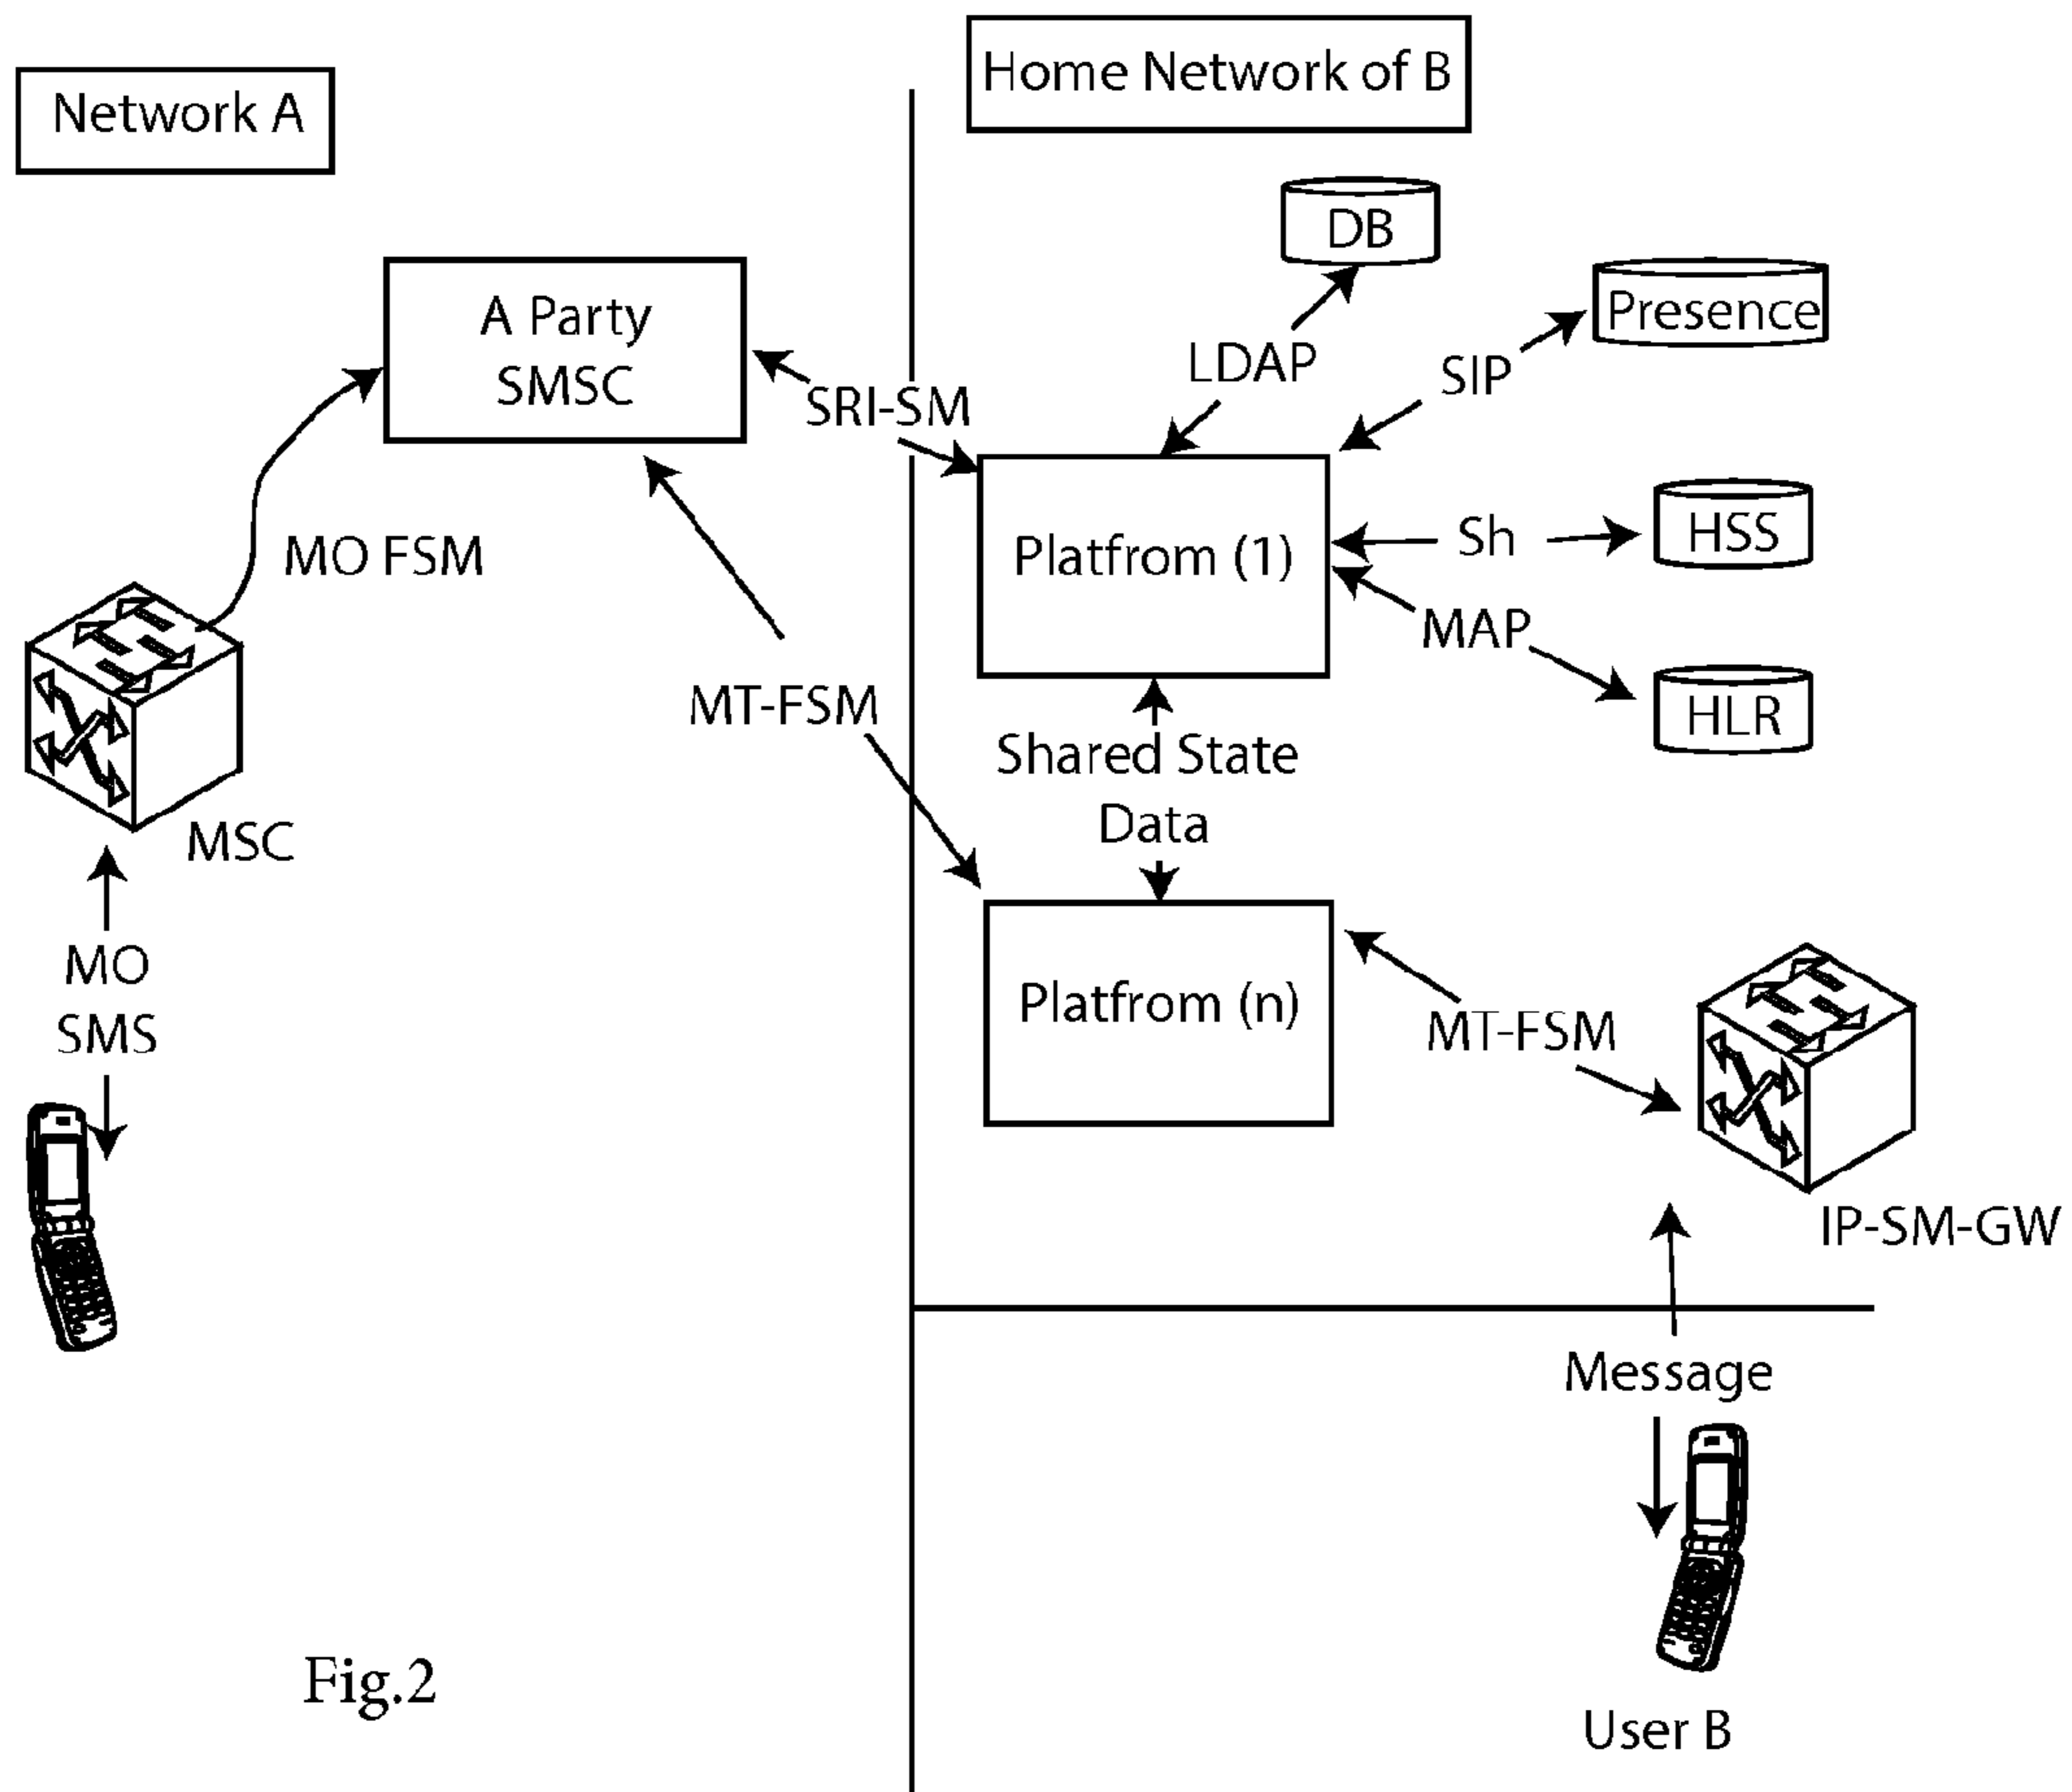 Network A
Home Network of B
DB
Presence
A Party
SMSC
LDAP
SIP
SRI-SM
MO FSM
Platfrom (1)
Sh
HSS
MAP
HLR
MT-FSM
Shared State
Data
MSC
MO
SMS
Platfrom (n)
MT-FSM
IP-SM-GW
Message
User B
Fig.2